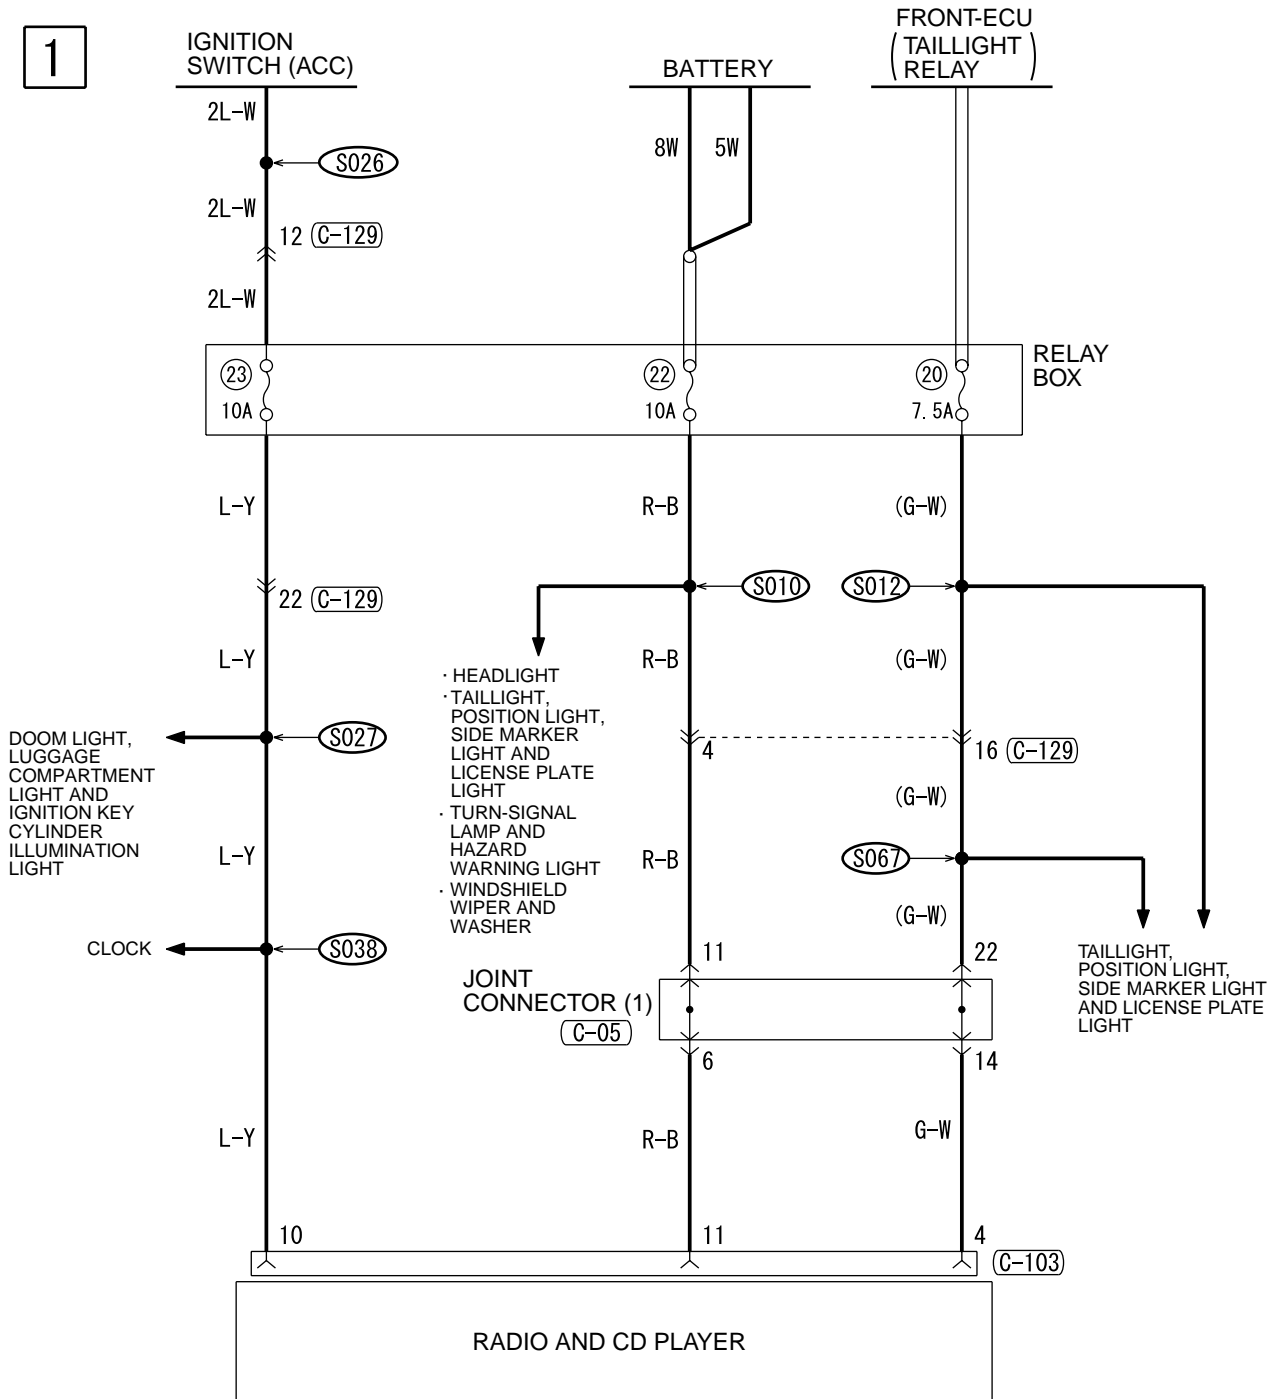 1
IGNITION
SWITCH (ACC)
BATTERY
FRONT-ECU
( TAILLIGHT
RELAY )
2L-W
8W
5W
S026
2L-W
12 C-129
2L-W
RELAY
BOX
23
10A
22
10A
20
7.5A
L-Y
R-B
(G-W)
22 C-129
S010
S012
L-Y
R-B
(G-W)
· HEADLIGHT
· TAILLIGHT,
POSITION LIGHT,
SIDE MARKER
LIGHT AND
LICENSE PLATE
LIGHT
· TURN-SIGNAL
LAMP AND
HAZARD
WARNING LIGHT
· WINDSHIELD
WIPER AND
WASHER
DOOM LIGHT,
LUGGAGE
COMPARTMENT
LIGHT AND
IGNITION KEY
CYLINDER
ILLUMINATION
LIGHT
S027
4
16 C-129
(G-W)
L-Y
R-B
S067
(G-W)
CLOCK
S038
11
22
TAILLIGHT,
POSITION LIGHT,
SIDE MARKER LIGHT
AND LICENSE PLATE
LIGHT
JOINT
CONNECTOR (1)
C-05
6
14
L-Y
R-B
G-W
10
11
4
C-103
RADIO AND CD PLAYER